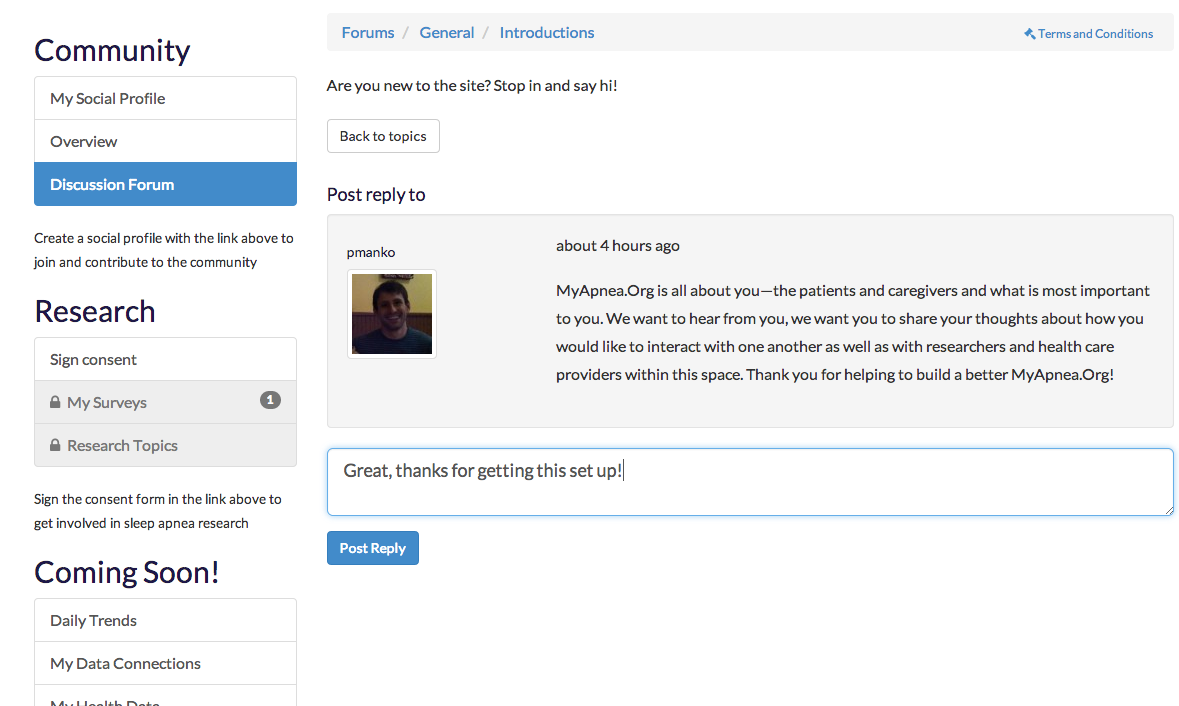 Community
My Social Profile
Overview
Discussion Forum
Create a social profile with the link above to
join and contribute to the community
Research
Sign consent
My Surveys 1
Research Topics
Sign the consent form in the link above to
get involved in sleep apnea research
Coming Soon!
Daily Trends
My Data Connections
My Health Data
Forums / General / Introductions
Terms and Conditions
Are you new to the site? Stop in and say hi!
Back to topics
Post reply to
pmanko
about 4 hours ago
MyApnea.Org is all about you—the patients and caregivers and what is most important
to you. We want to hear from you, we want you to share your thoughts about how you
would like to interact with one another as well as with researchers and health care
providers within this space. Thank you for helping to build a better MyApnea.Org!
Great, thanks for getting this set up!
Post Reply